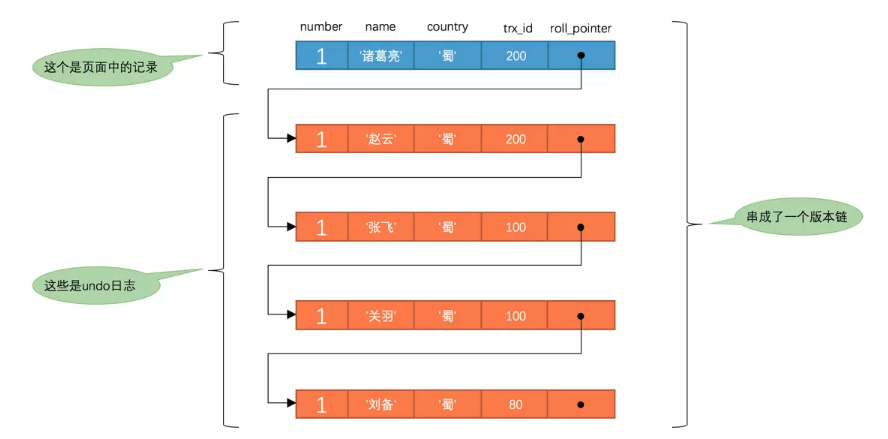 number name country trx_id roll_pointer
1 '诸葛亮' '蜀' 200
这个是页面中的记录
1 '赵云' '蜀' 200
1 '张飞' '蜀' 100
串成了一个版本链
这些是undo日志
1 '关羽' '蜀' 100
1 '刘备' '蜀' 80